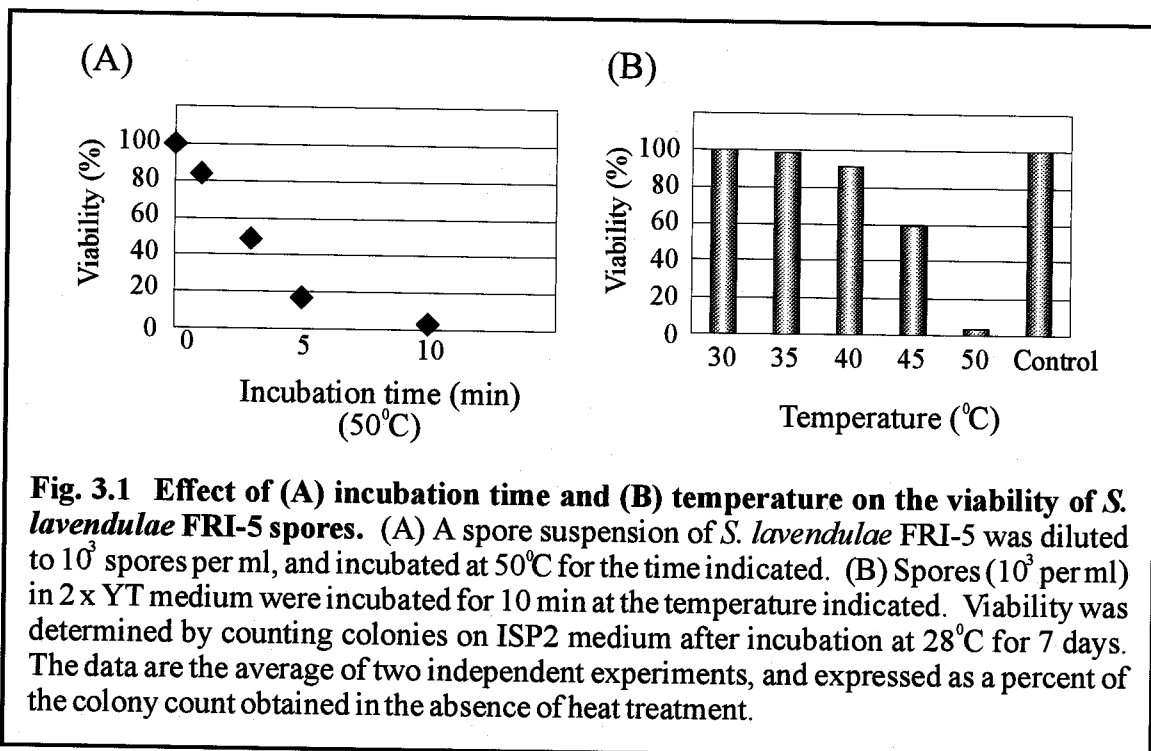 (A)
Viability (%)
100
80
60
40
20
0
0 5 10
Incubation time (min)
(50⁰C)
(B)
Viability (%)
100
80
60
40
20
0
30 35 40 45 50 Control
Temperature (⁰C)
Fig. 3.1 Effect of (A) incubation time and (B) temperature on the viability of S.
lavendulae FRI-5 spores. (A) A spore suspension of S. lavendulae FRI-5 was diluted
to 10³ spores per ml, and incubated at 50⁰C for the time indicated. (B) Spores (10³ per ml)
in 2 x YT medium were incubated for 10 min at the temperature indicated. Viability was
determined by counting colonies on ISP2 medium after incubation at 28⁰C for 7 days.
The data are the average of two independent experiments, and expressed as a percent of
the colony count obtained in the absence of heat treatment.